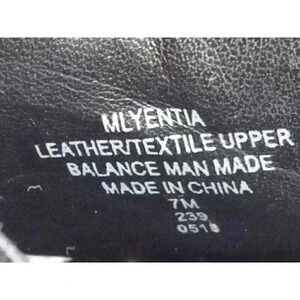 MLYENTIA
LEATHER/TEXTILE UPPER
BALANCE MAN MADE
MADE IN CHINA
7M
239
0518